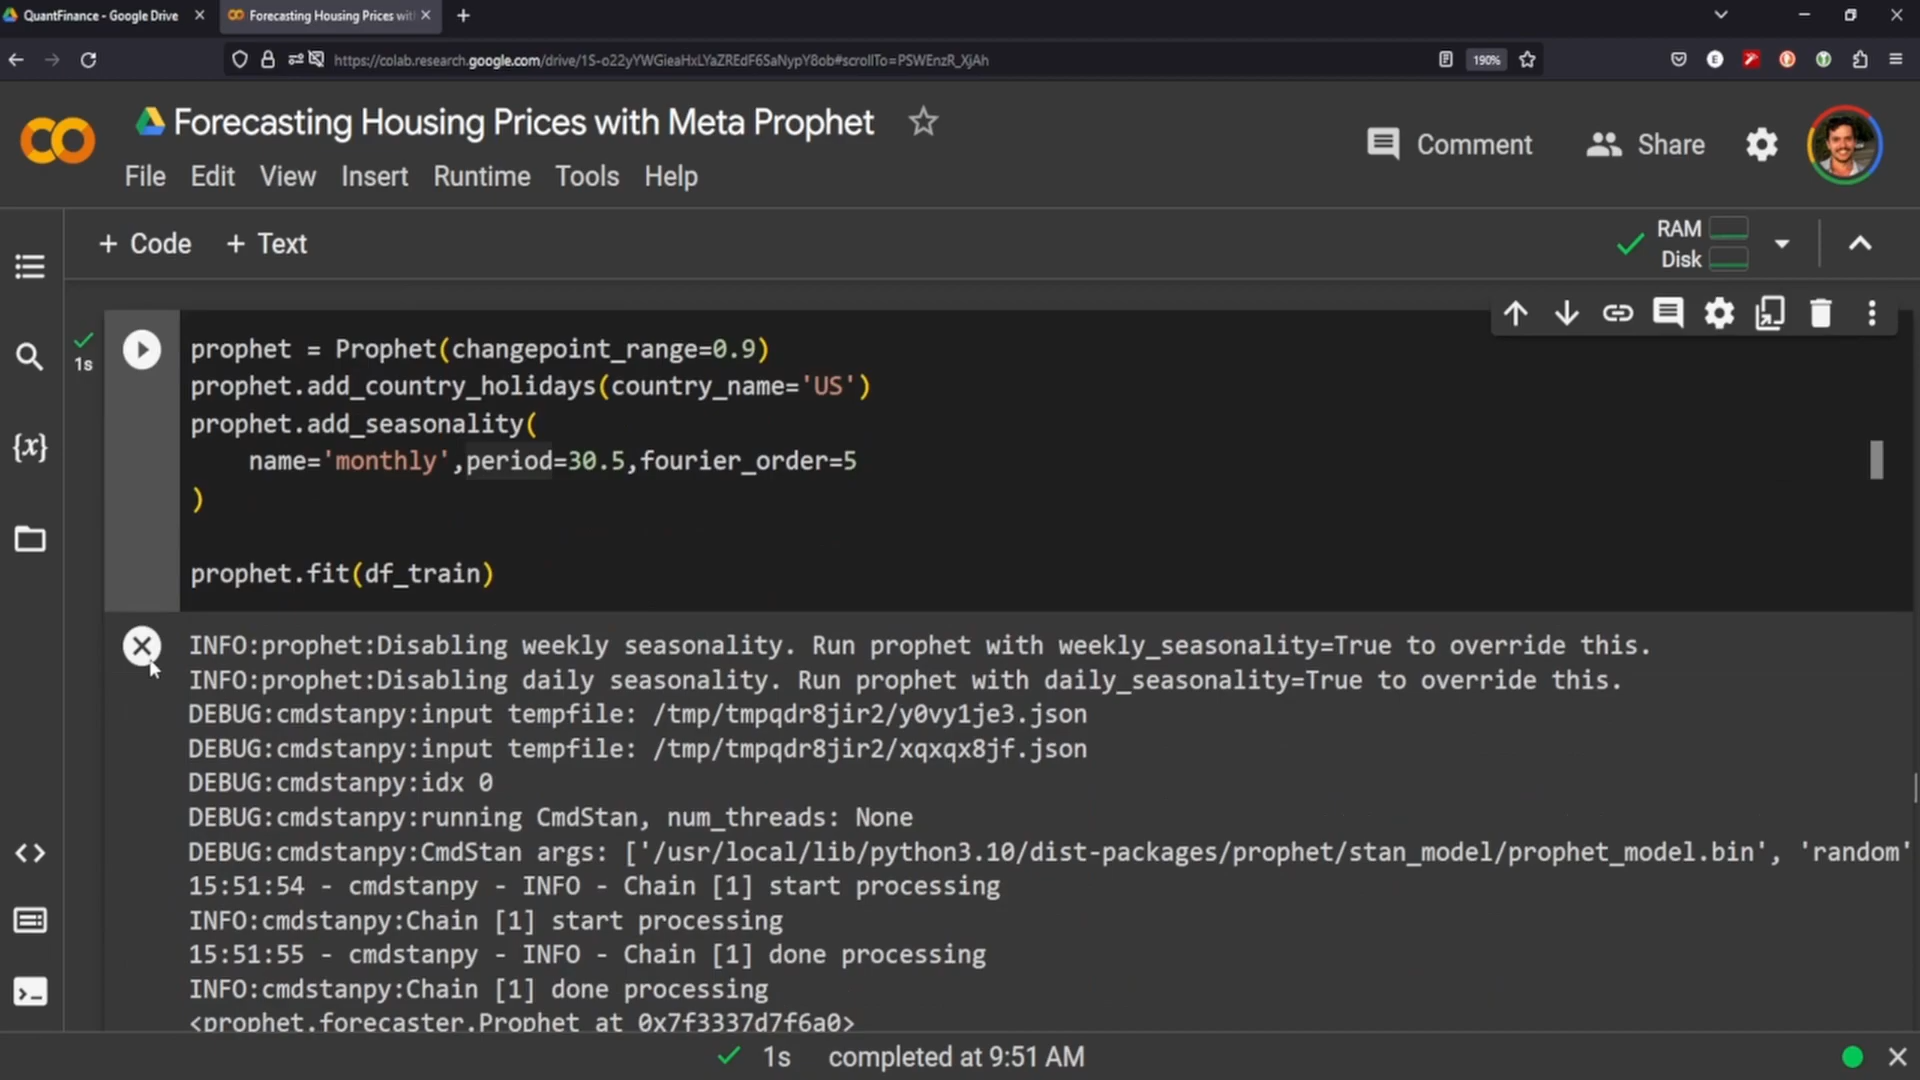 QuantFinance - Google Drive
Forecasting Housing Prices wit
https://colab.research.google.com/drive/1S-o22yYWGieaHxLYaZREdF6SaNypY8ob#scrollTo=PSWEnzR_XjAh
190%
Forecasting Housing Prices with Meta Prophet
Comment
Share
File Edit View Insert Runtime Tools Help
+ Code + Text
RAM
Disk
1s
prophet = Prophet(changepoint_range=0.9)
prophet.add_country_holidays(country_name='US')
prophet.add_seasonality(
name='monthly',period=30.5,fourier_order=5
)
prophet.fit(df_train)
{x}
INFO:prophet:Disabling weekly seasonality. Run prophet with weekly_seasonality=True to override this.
INFO:prophet:Disabling daily seasonality. Run prophet with daily_seasonality=True to override this.
DEBUG:cmdstanpy:input tempfile: /tmp/tmpqdr8jir2/y0vy1je3.json
DEBUG:cmdstanpy:input tempfile: /tmp/tmpqdr8jir2/xqxqx8jf.json
DEBUG:cmdstanpy:idx 0
DEBUG:cmdstanpy:running CmdStan, num_threads: None
DEBUG:cmdstanpy:CmdStan args: ['/usr/local/lib/python3.10/dist-packages/prophet/stan_model/prophet_model.bin', 'random'
15:51:54 - cmdstanpy - INFO - Chain [1] start processing
INFO:cmdstanpy:Chain [1] start processing
15:51:55 - cmdstanpy - INFO - Chain [1] done processing
INFO:cmdstanpy:Chain [1] done processing
<prophet.forecaster.Prophet at 0x7f3337d7f6a0>
1s completed at 9:51 AM